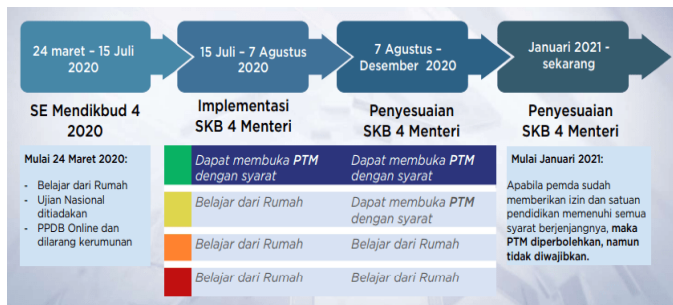 24 maret – 15 Juli
2020
15 Juli – 7 Agustus
2020
7 Agustus –
Desember 2020
Januari 2021 -
sekarang
SE Mendikbud 4
2020
Implementasi
SKB 4 Menteri
Penyesuaian
SKB 4 Menteri
Penyesuaian
SKB 4 Menteri
Mulai 24 Maret 2020:
- Belajar dari Rumah
- Ujian Nasional
ditiadakan
- PPDB Online dan
dilarang kerumunan
Dapat membuka PTM
dengan syarat
Dapat membuka PTM
dengan syarat
Belajar dari Rumah
Dapat membuka PTM
dengan syarat
Belajar dari Rumah
Belajar dari Rumah
Belajar dari Rumah
Belajar dari Rumah
Mulai Januari 2021:
Apabila pemda sudah
memberikan izin dan satuan
pendidikan memenuhi semua
syarat berjenjangnya, maka
PTM diperbolehkan, namun
tidak diwajibkan.